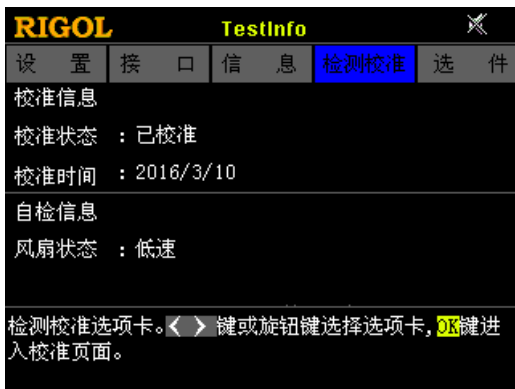 RIGOL TestInfo
设 置 接 口 信 息 检测校准 选 件
校准信息
校准状态 : 已校准
校准时间 : 2016/3/10
自检信息
风扇状态 : 低速
检测校准选项卡。< > 键或旋钮键选择选项卡,OK键进
入校准页面。